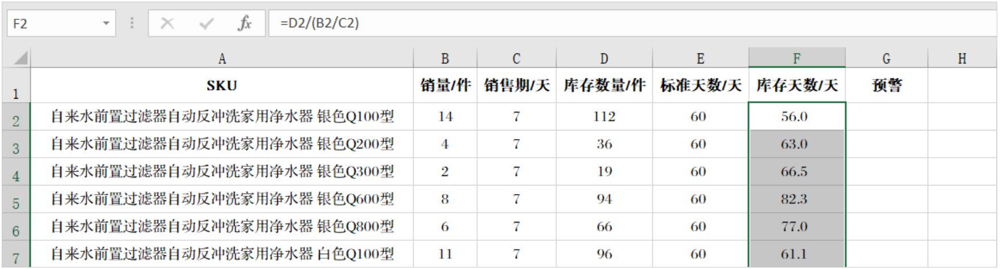 F2 fx =D2/(B2/C2)
A B C D E F G H
1 SKU 销量/件 销售期/天 库存数量/件 标准天数/天 库存天数/天 预警
2 自来水前置过滤器自动反冲洗家用净水器 银色Q100型 14 7 112 60 56.0
3 自来水前置过滤器自动反冲洗家用净水器 银色Q200型 4 7 36 60 63.0
4 自来水前置过滤器自动反冲洗家用净水器 银色Q300型 2 7 19 60 66.5
5 自来水前置过滤器自动反冲洗家用净水器 银色Q600型 8 7 94 60 82.3
6 自来水前置过滤器自动反冲洗家用净水器 银色Q800型 6 7 66 60 77.0
7 自来水前置过滤器自动反冲洗家用净水器 白色Q100型 11 7 96 60 61.1